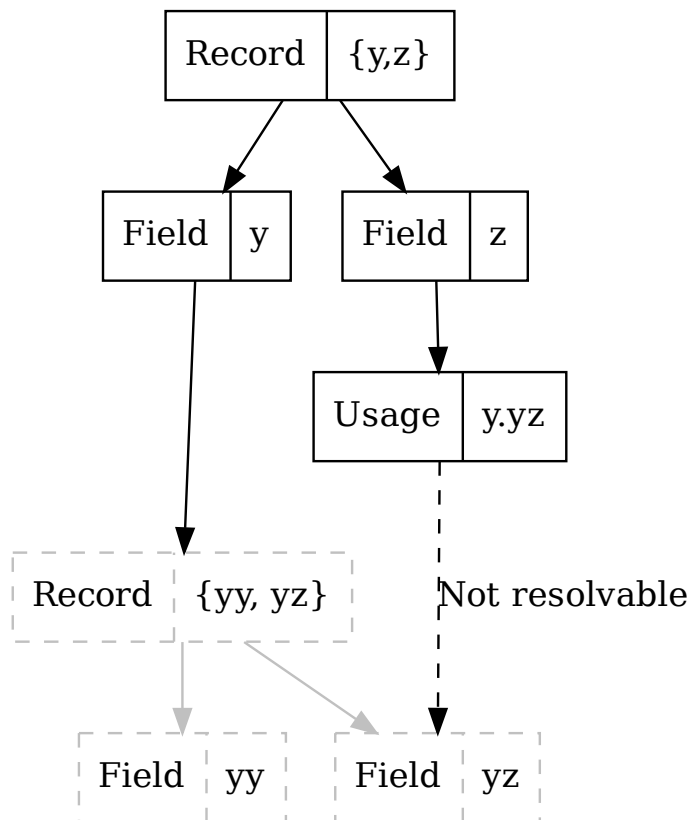 Record {y,z}
Field y
Field z
Usage y.yz
Record {yy, yz}
Not resolvable
Field yy
Field yz